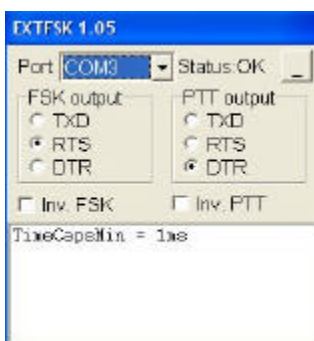 EXTFSK 1.05
Port COM3 Status:OK _
FSK output PTT output
TXD TXD
RTS RTS
DTR DTR
Inv. FSK Inv. PTT
TimeCapsMin = 1ms